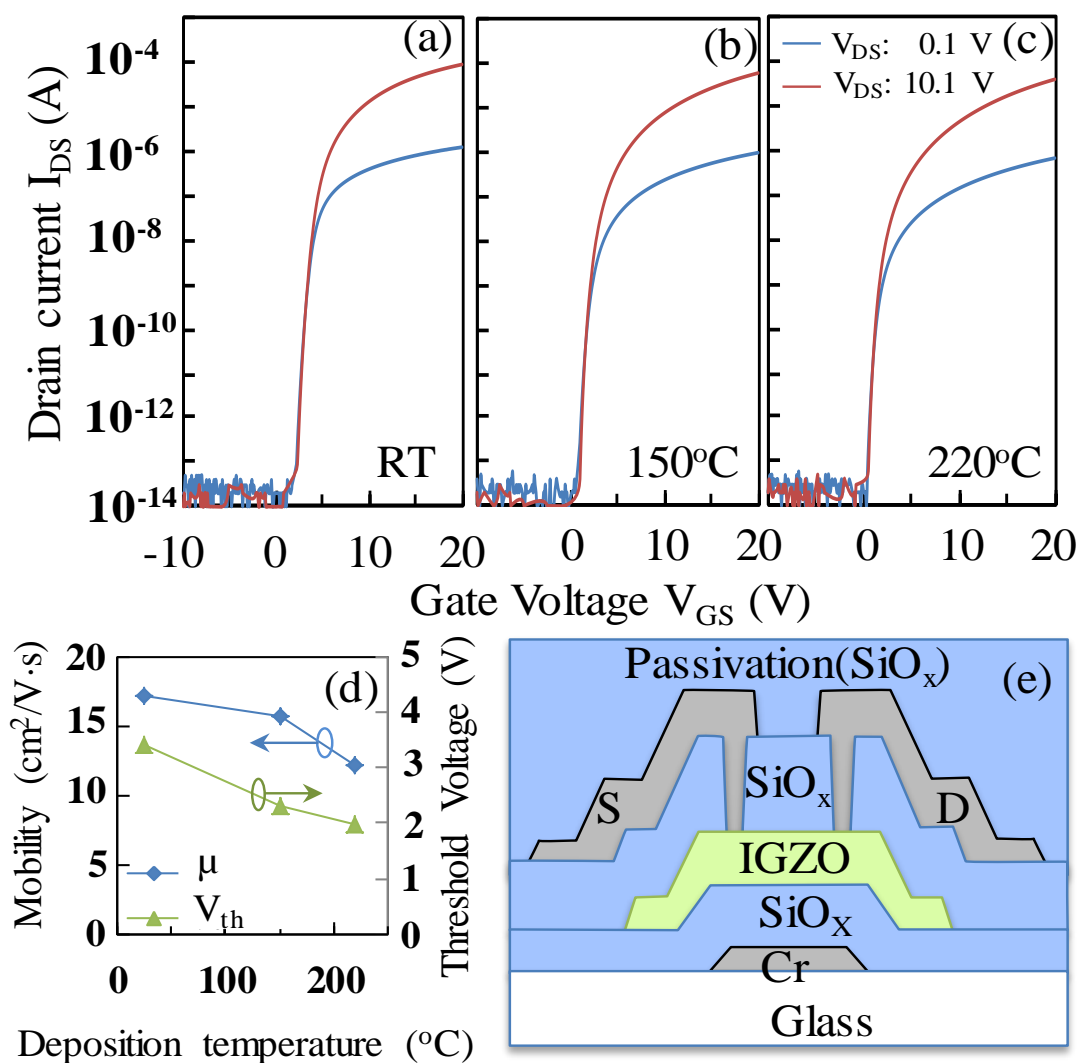 (a)
(b)
(c)
V_DS: 0.1 V
V_DS: 10.1 V
Drain current I_DS (A)
10^-4
10^-6
10^-8
10^-10
10^-12
10^-14
RT
150°C
220°C
-10 0 10 20
0 10 20
0 10 20
Gate Voltage V_GS (V)
(d)
Mobility (cm²/V·s)
20
15
10
5
0
μ
V_th
5
4
3
2
1
0
Threshold Voltage (V)
0 100 200
Deposition temperature (°C)
Passivation(SiO_x)
(e)
SiO_x
S
D
IGZO
SiO_X
Cr
Glass